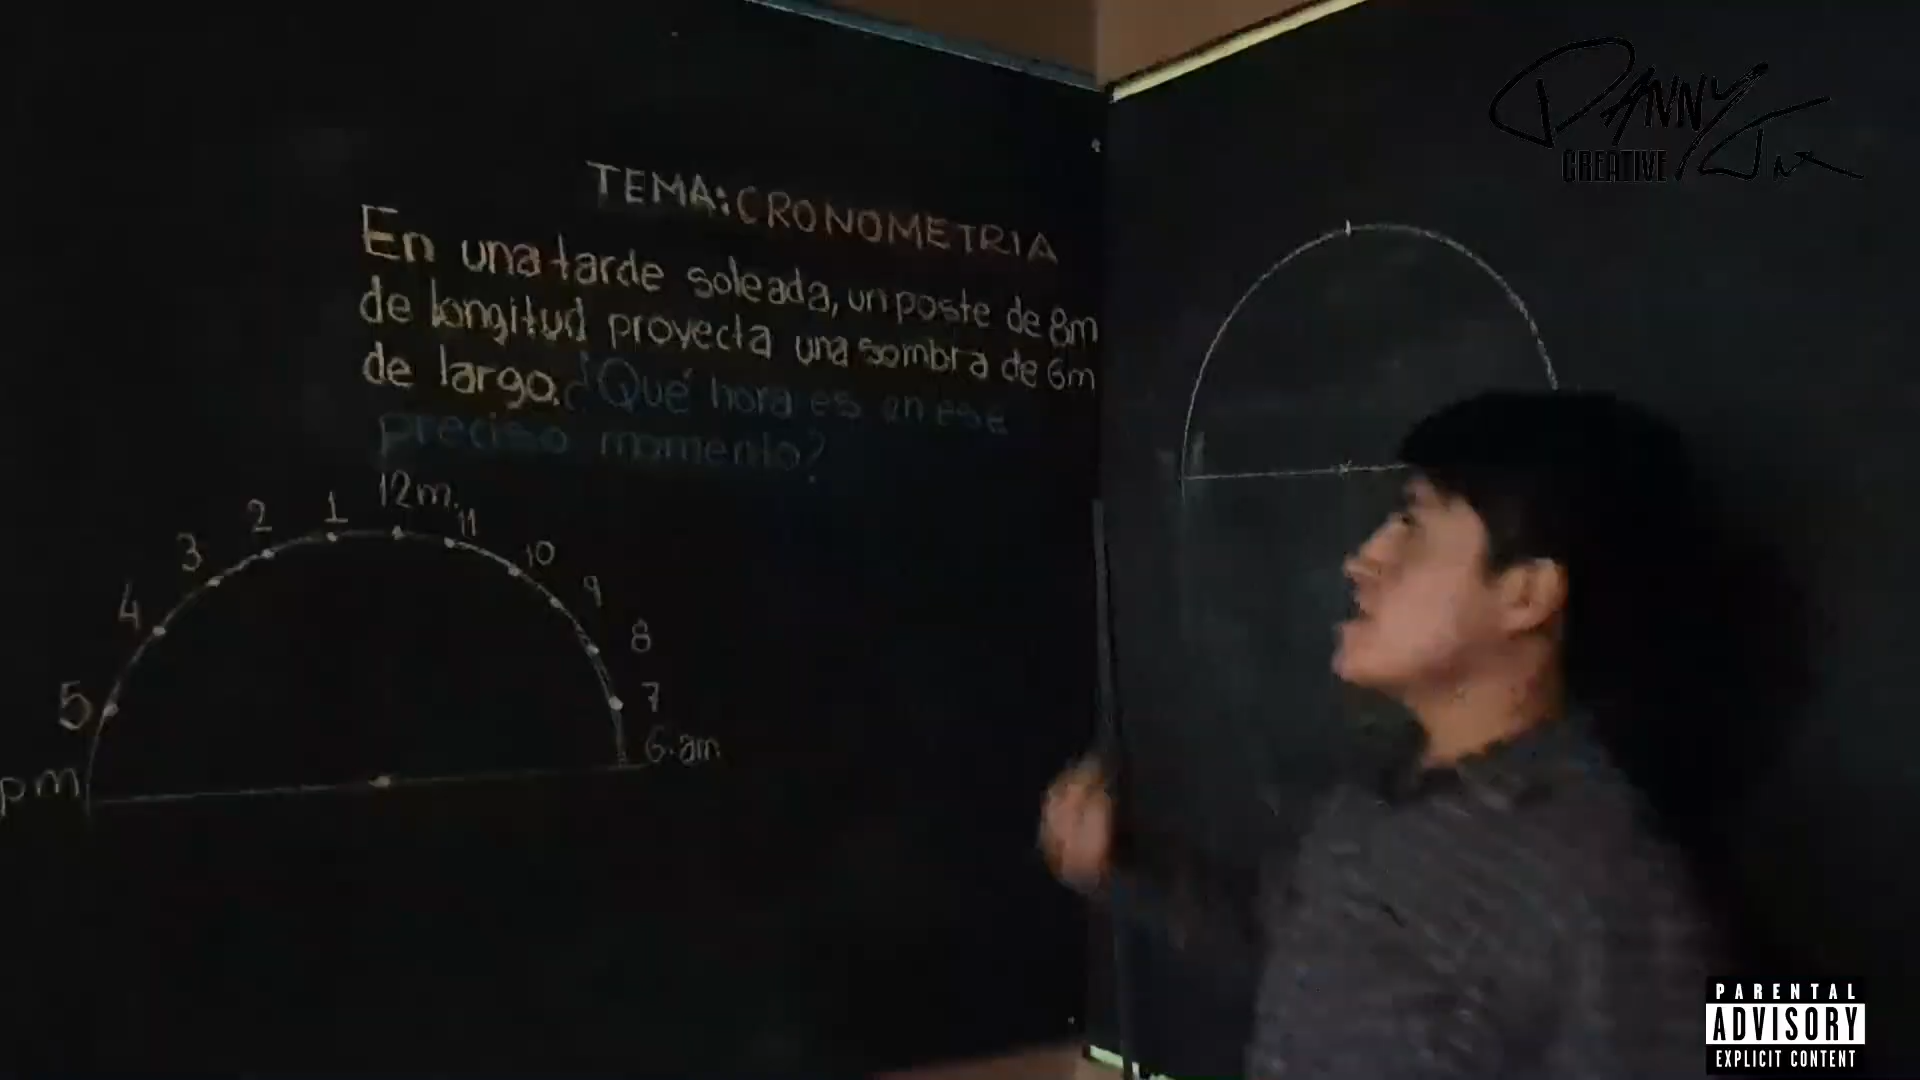 TEMA: CRONOMETRIA
En una tarde soleada, un poste de 8m
de longitud proyecta una sombra de 6m
de largo. ¿Qué hora es en ese
preciso momento?
12m.
1
11
2
10
3
9
4
8
5
7
6.am
pm
DANNY JNX
CREATIVE
PARENTAL
ADVISORY
EXPLICIT CONTENT